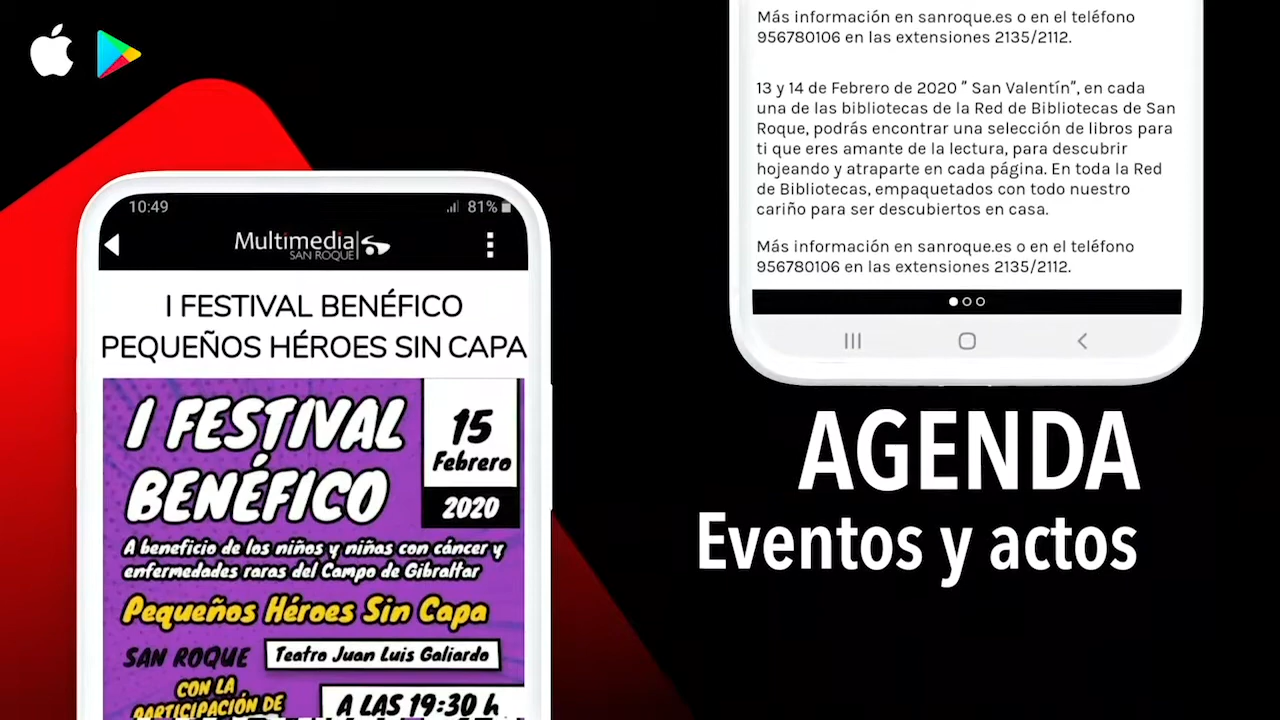 10:49
81%
Multimedia
SAN ROQUE
I FESTIVAL BENÉFICO
PEQUEÑOS HÉROES SIN CAPA
I FESTIVAL
BENÉFICO
15
Febrero
2020
A beneficio de los niños y niñas con cáncer y
enfermedades raras del Campo de Gibraltar
Pequeños Héroes Sin Capa
SAN ROQUE
Teatro Juan Luis Galiardo
CON LA
PARTICIPACIÓN DE
A LAS 19:30 h
Más información en sanroque.es o en el teléfono
956780106 en las extensiones 2135/2112.
13 y 14 de Febrero de 2020 " San Valentín", en cada
una de las bibliotecas de la Red de Bibliotecas de San
Roque, podrás encontrar una selección de libros para
ti que eres amante de la lectura, para descubrir
hojeando y atraparte en cada página. En toda la Red
de Bibliotecas, empaquetados con todo nuestro
cariño para ser descubiertos en casa.
Más información en sanroque.es o en el teléfono
956780106 en las extensiones 2135/2112.
AGENDA
Eventos y actos